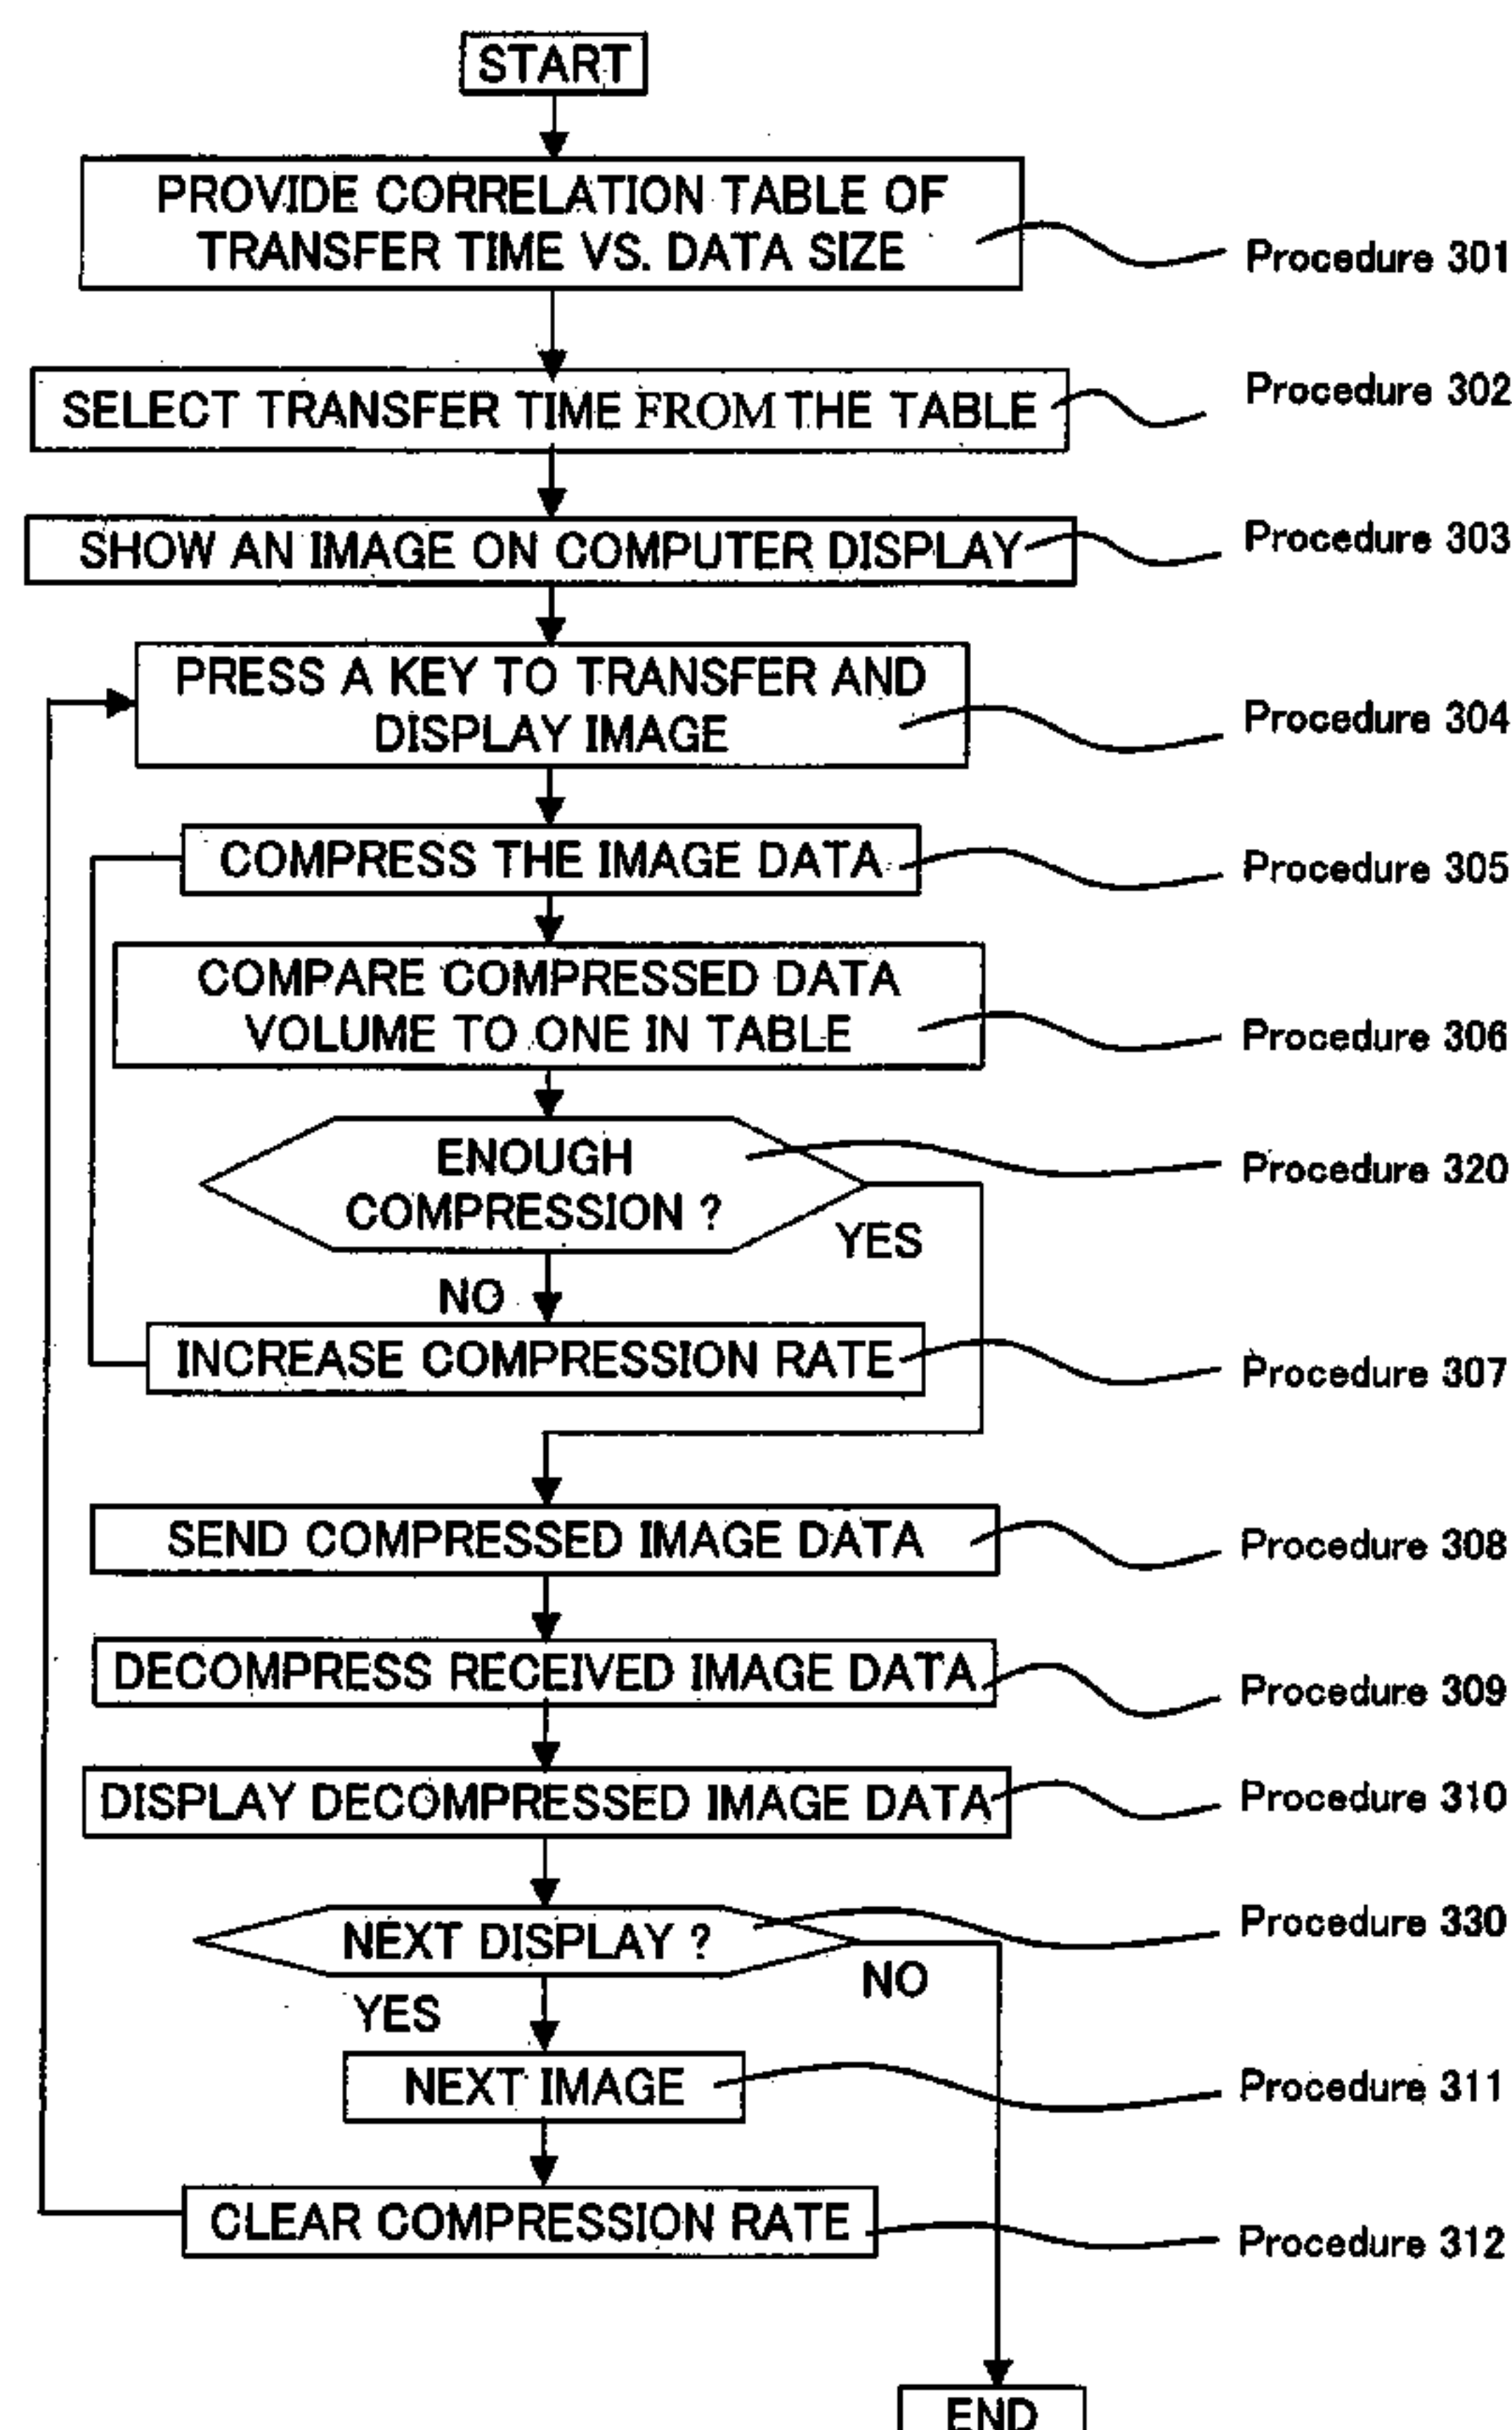 START
PROVIDE CORRELATION TABLE OF
TRANSFER TIME VS. DATA SIZE
Procedure 301
SELECT TRANSFER TIME FROM THE TABLE
Procedure 302
SHOW AN IMAGE ON COMPUTER DISPLAY
Procedure 303
PRESS A KEY TO TRANSFER AND
DISPLAY IMAGE
Procedure 304
COMPRESS THE IMAGE DATA
Procedure 305
COMPARE COMPRESSED DATA
VOLUME TO ONE IN TABLE
Procedure 306
ENOUGH
COMPRESSION ?
Procedure 320
YES
NO
INCREASE COMPRESSION RATE
Procedure 307
SEND COMPRESSED IMAGE DATA
Procedure 308
DECOMPRESS RECEIVED IMAGE DATA
Procedure 309
DISPLAY DECOMPRESSED IMAGE DATA
Procedure 310
NEXT DISPLAY ?
Procedure 330
NO
YES
NEXT IMAGE
Procedure 311
CLEAR COMPRESSION RATE
Procedure 312
END